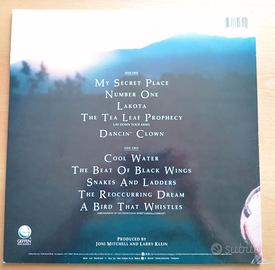 SIDE ONE
MY SECRET PLACE
NUMBER ONE
LAKOTA
THE TEA LEAF PROPHECY
(LAY DOWN YOUR ARMS)
DANCIN' CLOWN
SIDE TWO
COOL WATER
THE BEAT OF BLACK WINGS
SNAKES AND LADDERS
THE REOCCURRING DREAM
A BIRD THAT WHISTLES
PRODUCED BY
JONI MITCHELL AND LARRY KLEIN
GEFFEN
subito